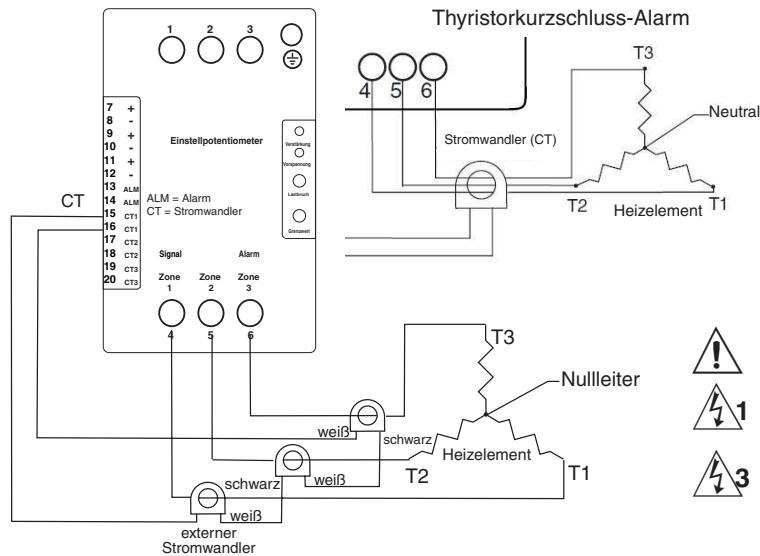 Thyristorkurzschluss-Alarm
1 2 3
4 5 6
T3
Neutral
Stromwandler (CT)
T2
Heizelement
T1
7 +
8 -
9 +
10 -
11 +
12 -
13 ALM
14 ALM
15 CT1
16 CT1
17 CT2
18 CT2
19 CT3
20 CT3
Einstellpotentiometer
Verstärkung
Vorspannung
Lastbruch
Grenzwert
ALM = Alarm
CT = Stromwandler
CT
Signal Alarm
Zone Zone Zone
1 2 3
4 5 6
T3
Nullleiter
weiß
schwarz
Heizelement
T2
T1
schwarz
weiß
weiß
externer
Stromwandler
!
1
3